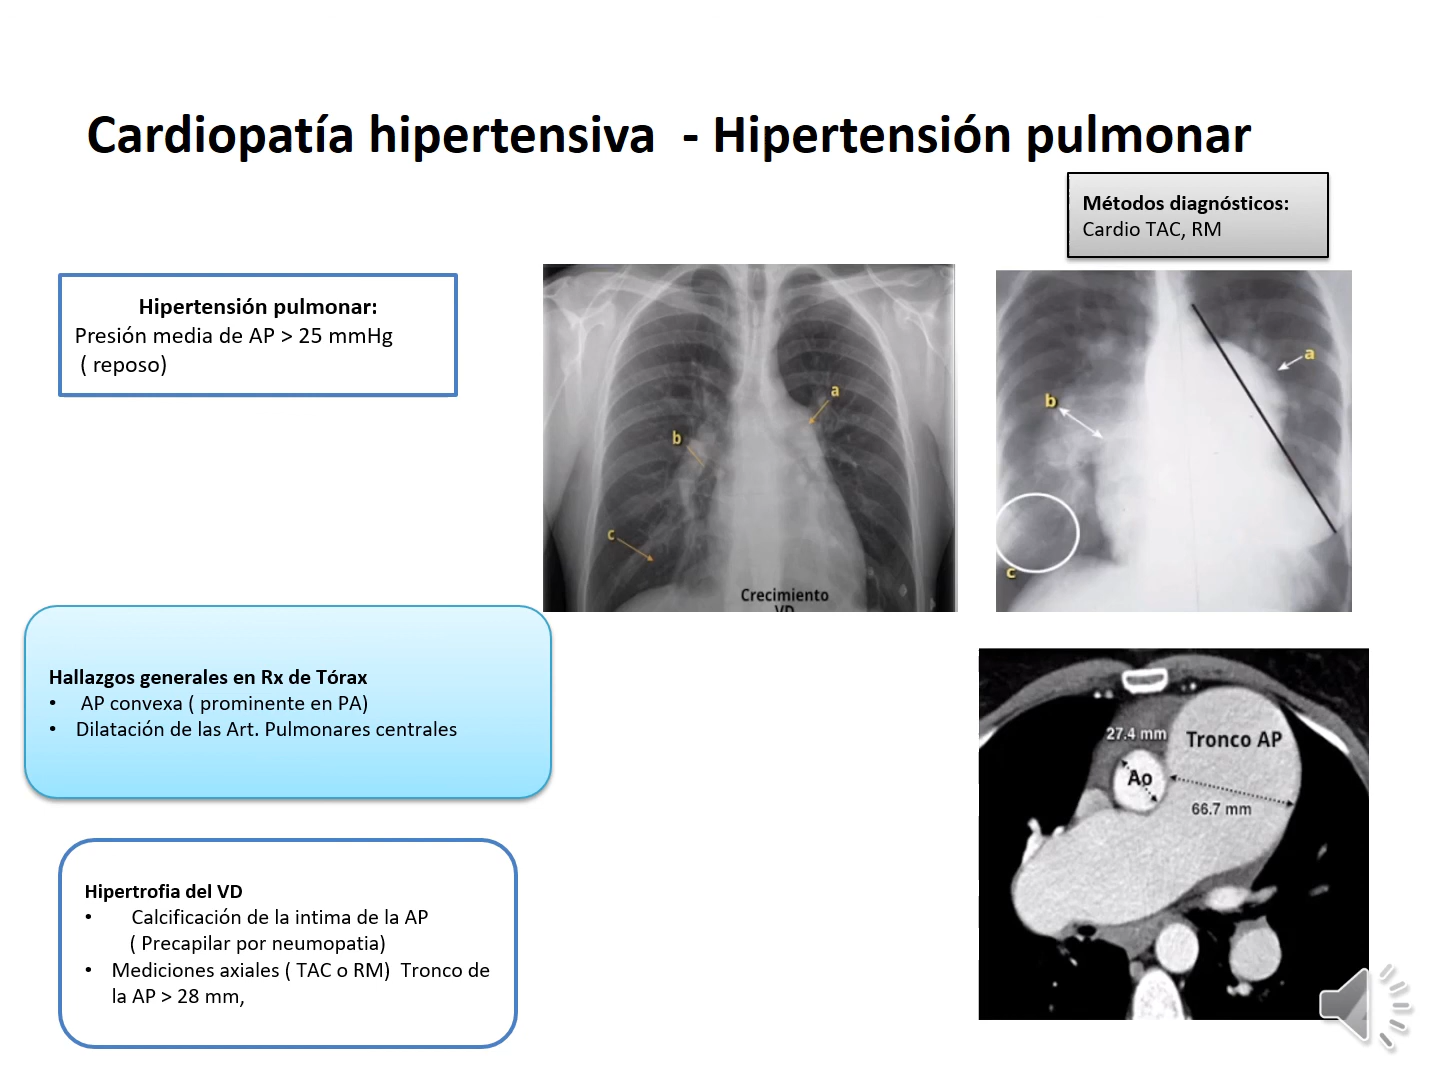 Cardiopatía hipertensiva - Hipertensión pulmonar
Métodos diagnósticos:
Cardio TAC, RM
Hipertensión pulmonar:
Presión media de AP > 25 mmHg
( reposo)
a
b
c
Crecimiento
VD
a
b
c
Hallazgos generales en Rx de Tórax
• AP convexa ( prominente en PA)
• Dilatación de las Art. Pulmonares centrales
27.4 mm
Tronco AP
Ao
66.7 mm
Hipertrofia del VD
• Calcificación de la intima de la AP
( Precapilar por neumopatia)
• Mediciones axiales ( TAC o RM) Tronco de
la AP > 28 mm,